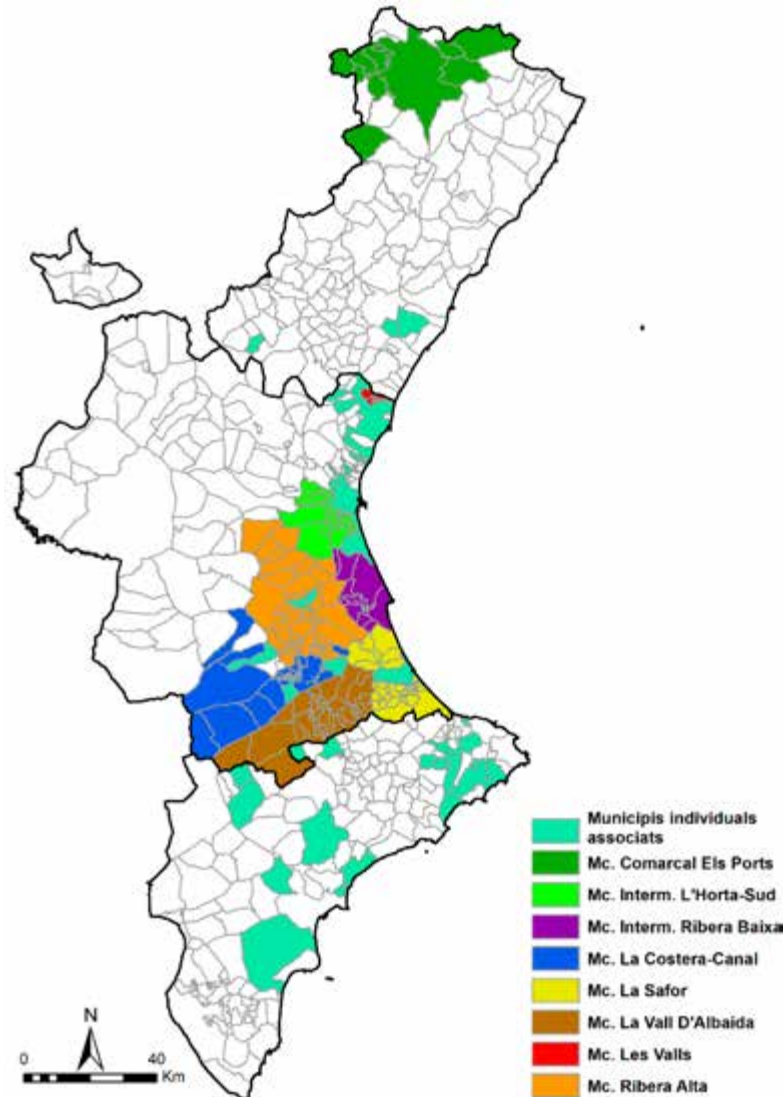 Municipis individuals
associats
Mc. Comarcal Els Ports
Mc. Interm. L'Horta-Sud
Mc. Interm. Ribera Baixa
Mc. La Costera-Canal
Mc. La Safor
Mc. La Vall D'Albaida
Mc. Les Valls
Mc. Ribera Alta
N
0 40
Km